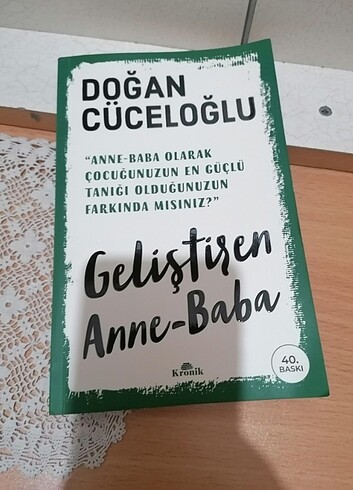 DOĞAN
CÜCELOĞLU
“ANNE-BABA OLARAK
ÇOCUĞUNUZUN EN GÜÇLÜ
TANIĞI OLDUĞUNUZUN
FARKINDA MISINIZ?”
Geliştiren
Anne-Baba
Kronik
40.
BASKI